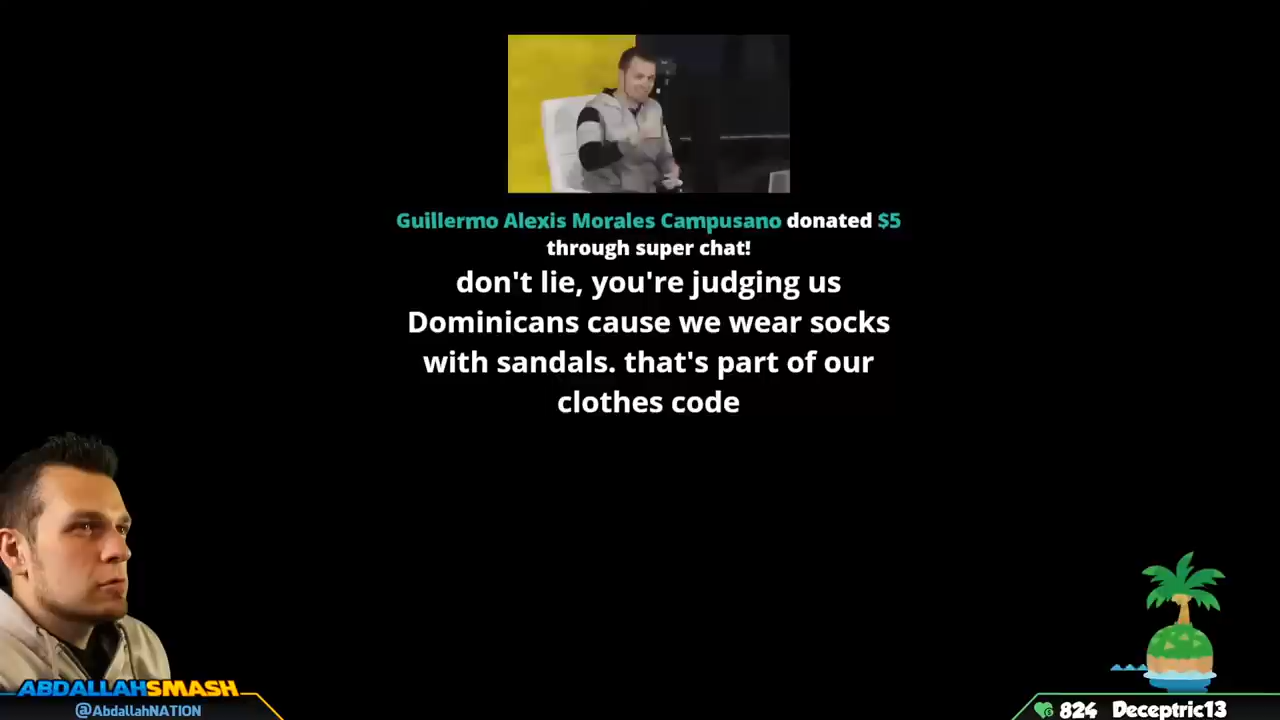 Guillermo Alexis Morales Campusano donated $5
through super chat!
don't lie, you're judging us
Dominicans cause we wear socks
with sandals. that's part of our
clothes code
ABDALLAHSMASH
@AbdallahNATION
824 Deceptric13